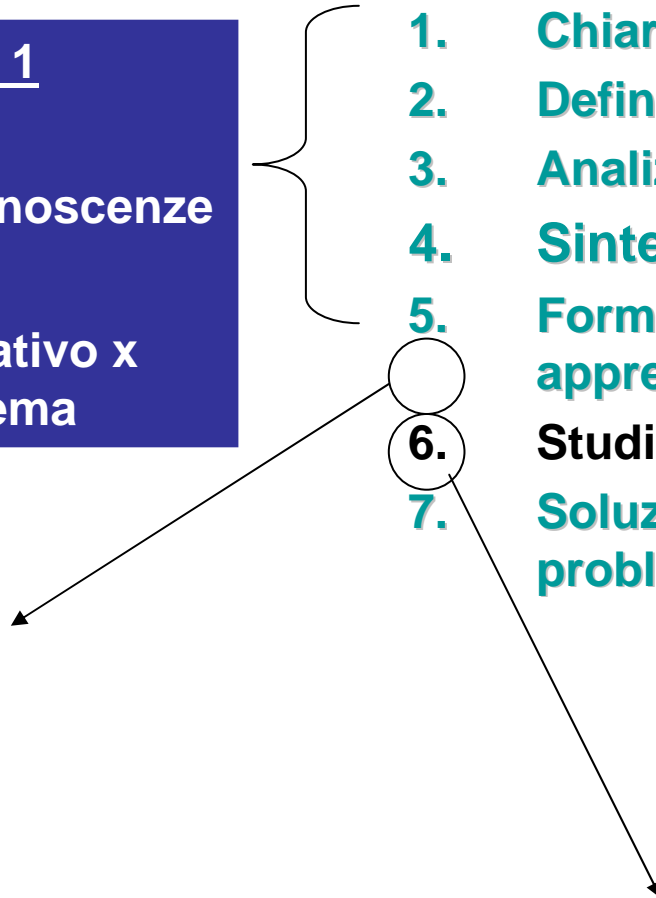 1
noscenze
ativo x
ema
1. Chiar
2. Defin
3. Analiz
4. Sinte
5. Form
appre
6. Studi
7. Soluz
probl